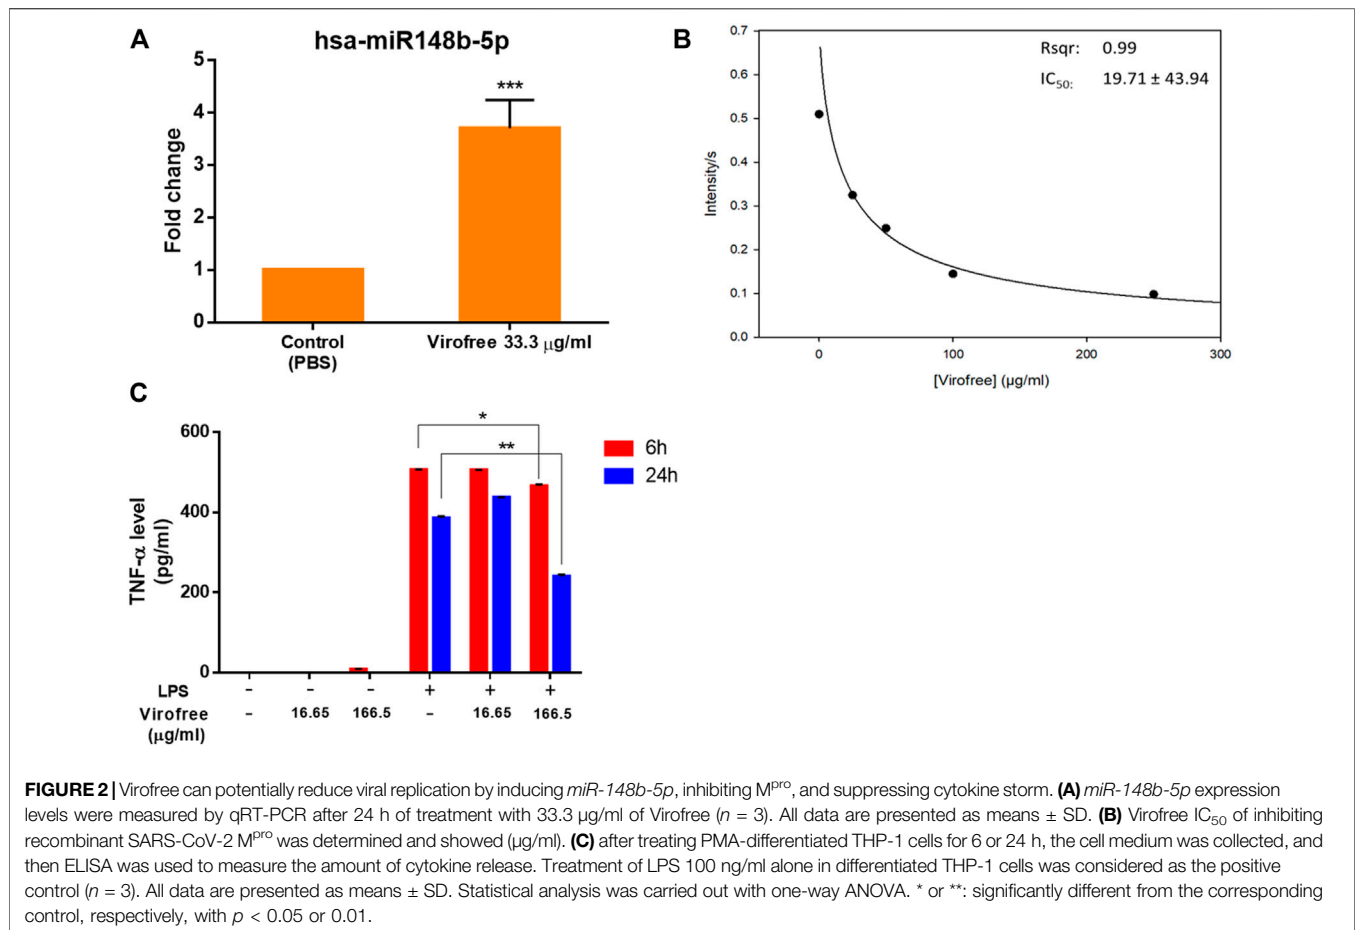 A
hsa-miR148b-5p
5
4
3
2
1
0
Fold change
***
Control
(PBS)
Virofree 33.3 μg/ml
B
0.7
0.6
0.5
0.4
0.3
0.2
0.1
0.0
Intensity/s
Rsqr: 0.99
IC50: 19.71 ± 43.94
0 100 200 300
[Virofree] (μg/ml)
C
600
400
200
0
TNF-α level
(pg/ml)
*
**
6h
24h
LPS - - - + + +
Virofree - 16.65 166.5 - 16.65 166.5
(μg/ml)
FIGURE 2 | Virofree can potentially reduce viral replication by inducing miR-148b-5p, inhibiting Mpro, and suppressing cytokine storm. (A) miR-148b-5p expression
levels were measured by qRT-PCR after 24 h of treatment with 33.3 μg/ml of Virofree (n = 3). All data are presented as means ± SD. (B) Virofree IC50 of inhibiting
recombinant SARS-CoV-2 Mpro was determined and showed (μg/ml). (C) after treating PMA-differentiated THP-1 cells for 6 or 24 h, the cell medium was collected, and
then ELISA was used to measure the amount of cytokine release. Treatment of LPS 100 ng/ml alone in differentiated THP-1 cells was considered as the positive
control (n = 3). All data are presented as means ± SD. Statistical analysis was carried out with one-way ANOVA. * or **: significantly different from the corresponding
control, respectively, with p < 0.05 or 0.01.